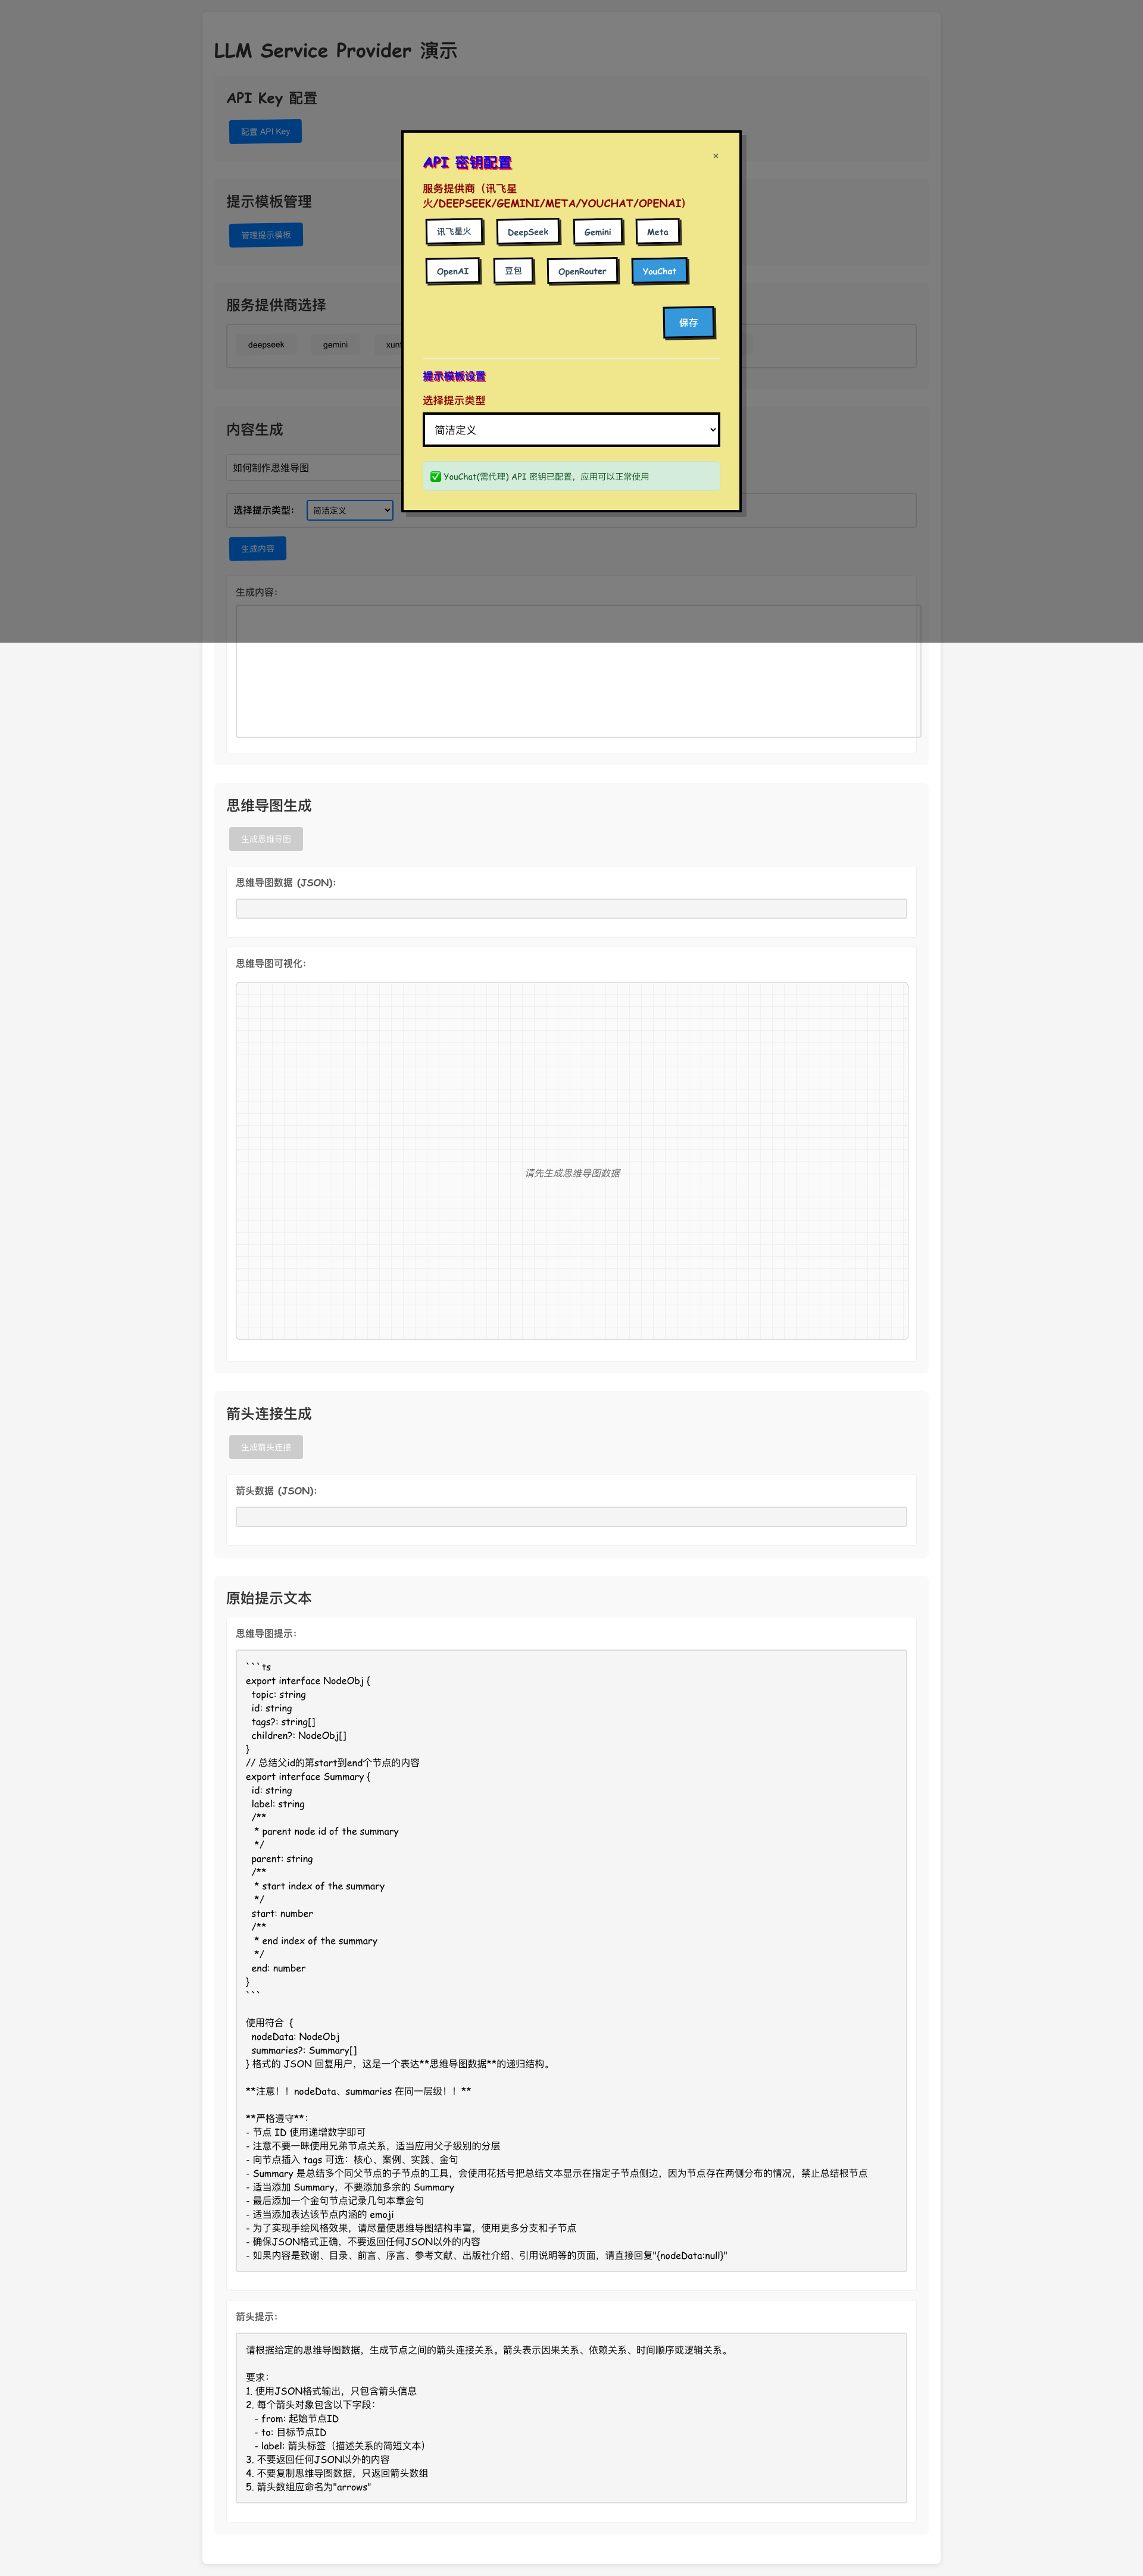 LLM Service Provider 演示
API Key 配置
配置 API Key
提示模板管理
管理提示模板
服务提供商选择
deepseek
gemini
内容生成
如何制作思维导图
选择提示类型：
简洁定义
生成内容
API 密钥配置
×
服务提供商（讯飞星
火/DEEPSEEK/GEMINI/META/YOUCHAT/OPENAI）
讯飞星火
DeepSeek
Gemini
Meta
OpenAI
豆包
OpenRouter
YouChat
保存
提示模板设置
选择提示类型
简洁定义
✅ YouChat(需代理) API 密钥已配置，应用可以正常使用
生成内容：
思维导图生成
生成思维导图
思维导图数据 (JSON)：
思维导图可视化：
请先生成思维导图数据
箭头连接生成
生成箭头连接
箭头数据 (JSON)：
原始提示文本
思维导图提示：
```ts
export interface NodeObj {
  topic: string
  id: string
  tags?: string[]
  children?: NodeObj[]
}
// 总结父id的第start到end个节点的内容
export interface Summary {
  id: string
  label: string
  /**
   * parent node id of the summary
   */
  parent: string
  /**
   * start index of the summary
   */
  start: number
  /**
   * end index of the summary
   */
  end: number
}
```
使用符合 {
  nodeData: NodeObj
  summaries?: Summary[]
} 格式的 JSON 回复用户，这是一个表达**思维导图数据**的递归结构。
**注意！！nodeData、summaries 在同一层级！！**
**严格遵守**：
- 节点 ID 使用递增数字即可
- 注意不要一昧使用兄弟节点关系，适当应用父子级别的分层
- 向节点插入 tags 可选：核心、案例、实践、金句
- Summary 是总结多个同父节点的子节点的工具，会使用花括号把总结文本显示在指定子节点侧边，因为节点存在两侧分布的情况，禁止总结根节点
- 适当添加 Summary，不要添加多余的 Summary
- 最后添加一个金句节点记录几句本章金句
- 适当添加表达该节点内涵的 emoji
- 为了实现手绘风格效果，请尽量使思维导图结构丰富，使用更多分支和子节点
- 确保JSON格式正确，不要返回任何JSON以外的内容
- 如果内容是致谢、目录、前言、序言、参考文献、出版社介绍、引用说明等的页面，请直接回复"{nodeData:null}"
箭头提示：
请根据给定的思维导图数据，生成节点之间的箭头连接关系。箭头表示因果关系、依赖关系、时间顺序或逻辑关系。
要求：
1. 使用JSON格式输出，只包含箭头信息
2. 每个箭头对象包含以下字段：
   - from: 起始节点ID
   - to: 目标节点ID
   - label: 箭头标签（描述关系的简短文本）
3. 不要返回任何JSON以外的内容
4. 不要复制思维导图数据，只返回箭头数组
5. 箭头数组应命名为"arrows"